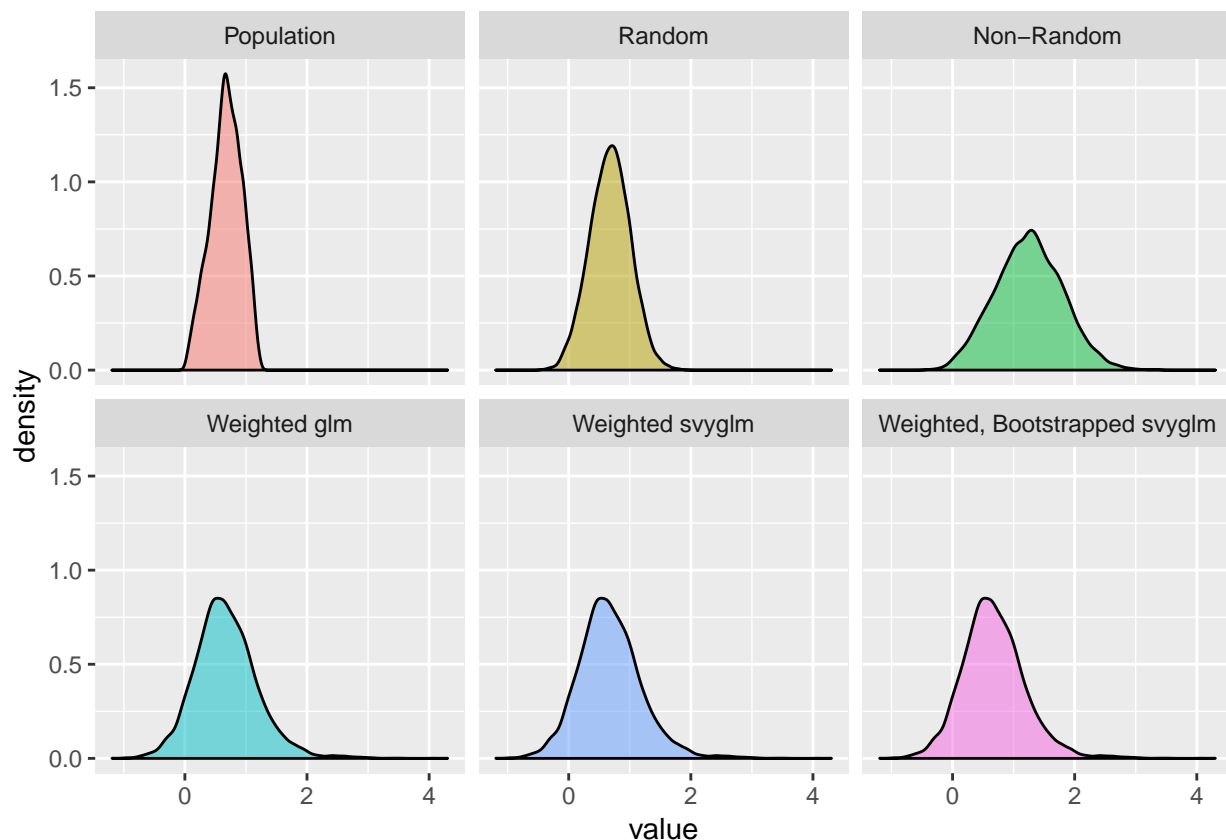 Population
Random
Non−Random
1.5
1.0
0.5
0.0
Weighted glm
Weighted svyglm
Weighted, Bootstrapped svyglm
1.5
1.0
0.5
0.0
0 2 4
0 2 4
0 2 4
density
value